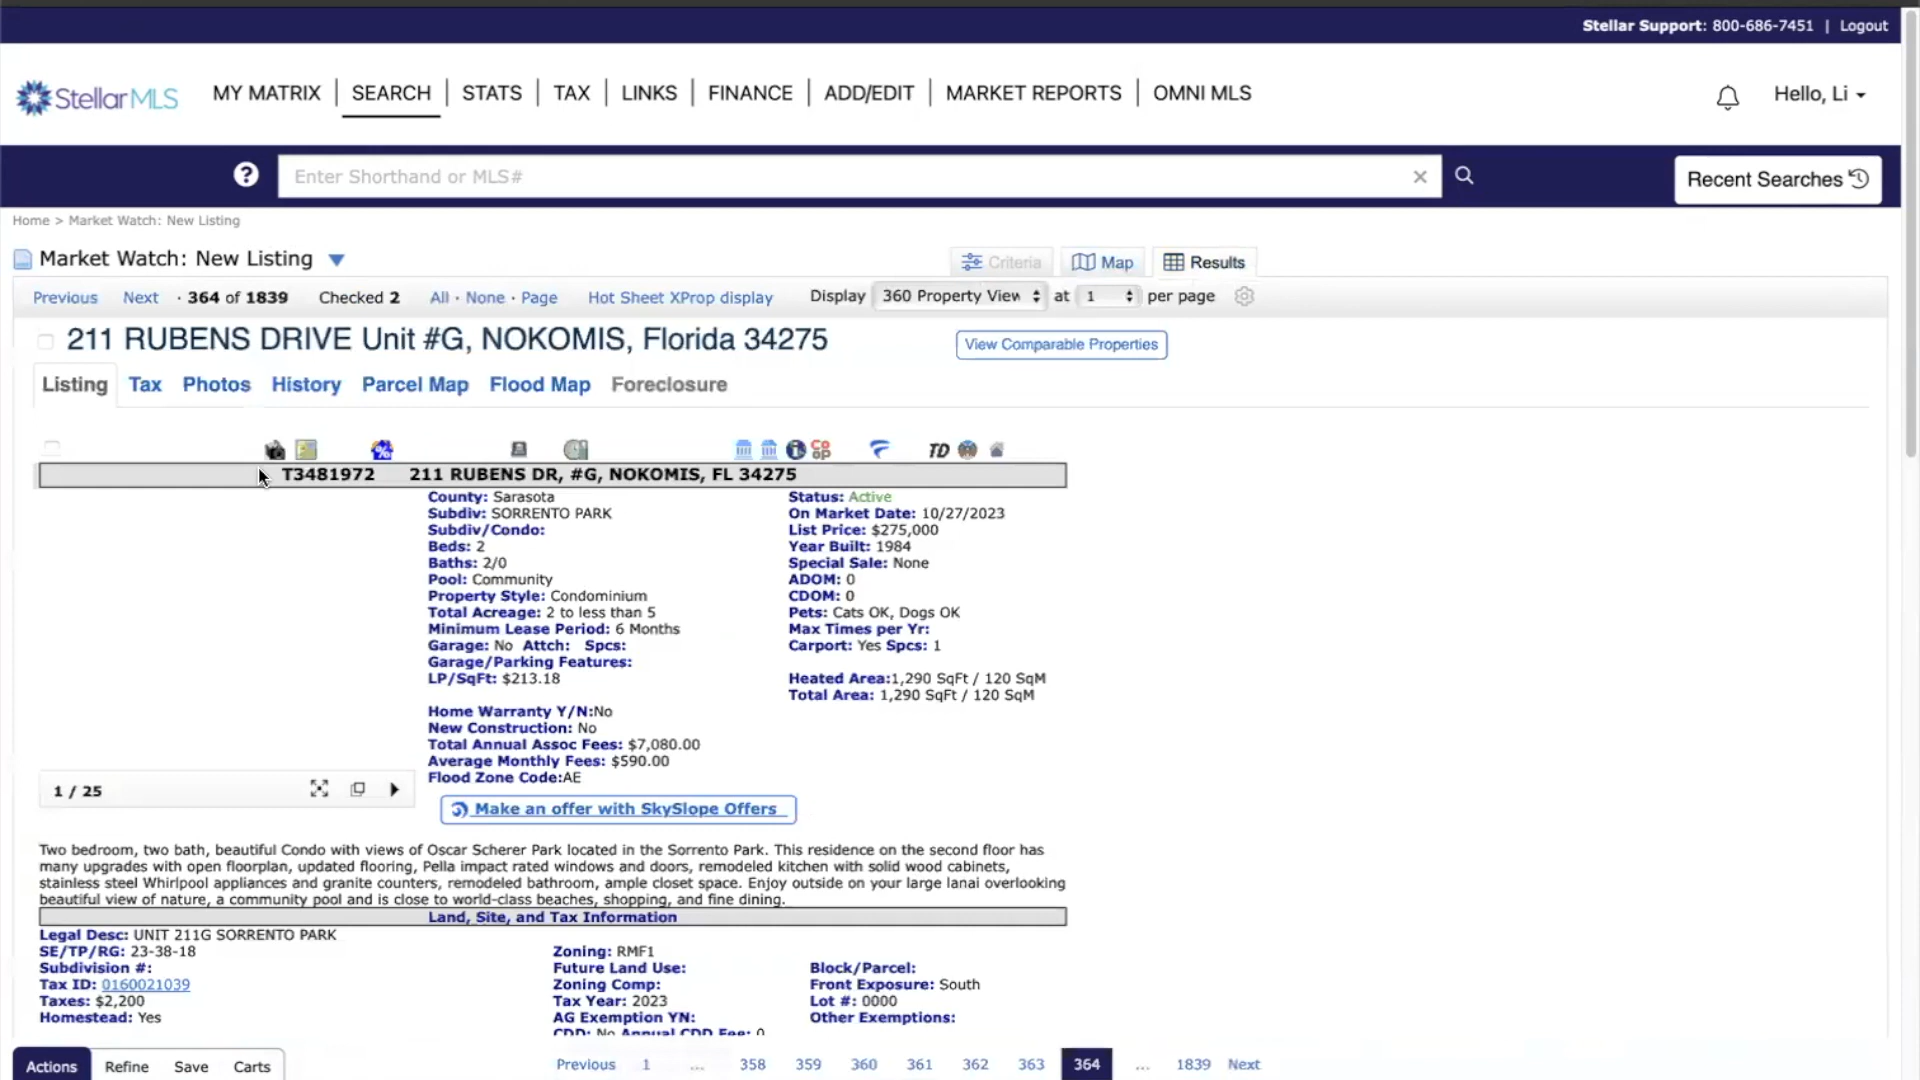 Stellar Support: 800-686-7451 | Logout
StellarMLS MY MATRIX SEARCH STATS TAX LINKS FINANCE ADD/EDIT MARKET REPORTS OMNI MLS Hello, Li
? Enter Shorthand or MLS# Recent Searches
Home > Market Watch: New Listing
Market Watch: New Listing Criteria Map Results
Previous Next · 364 of 1839 Checked 2 All · None · Page Hot Sheet XProp display Display 360 Property View at 1 per page
211 RUBENS DRIVE Unit #G, NOKOMIS, Florida 34275 View Comparable Properties
Listing Tax Photos History Parcel Map Flood Map Foreclosure
CO OP TD
T3481972 211 RUBENS DR, #G, NOKOMIS, FL 34275
County: Sarasota Status: Active
Subdiv: SORRENTO PARK On Market Date: 10/27/2023
Subdiv/Condo: List Price: $275,000
Beds: 2 Year Built: 1984
Baths: 2/0 Special Sale: None
Pool: Community ADOM: 0
Property Style: Condominium CDOM: 0
Total Acreage: 2 to less than 5 Pets: Cats OK, Dogs OK
Minimum Lease Period: 6 Months Max Times per Yr:
Garage: No Attch: Spcs: Carport: Yes Spcs: 1
Garage/Parking Features:
LP/SqFt: $213.18 Heated Area:1,290 SqFt / 120 SqM
Total Area: 1,290 SqFt / 120 SqM
Home Warranty Y/N:No
New Construction: No
Total Annual Assoc Fees: $7,080.00
Average Monthly Fees: $590.00
Flood Zone Code:AE
1 / 25
Make an offer with SkySlope Offers
Two bedroom, two bath, beautiful Condo with views of Oscar Scherer Park located in the Sorrento Park. This residence on the second floor has
many upgrades with open floorplan, updated flooring, Pella impact rated windows and doors, remodeled kitchen with solid wood cabinets,
stainless steel Whirlpool appliances and granite counters, remodeled bathroom, ample closet space. Enjoy outside on your large lanai overlooking
beautiful view of nature, a community pool and is close to world-class beaches, shopping, and fine dining.
Land, Site, and Tax Information
Legal Desc: UNIT 211G SORRENTO PARK
SE/TP/RG: 23-38-18 Zoning: RMF1
Subdivision #: Future Land Use: Block/Parcel:
Tax ID: 0160021039 Zoning Comp: Front Exposure: South
Taxes: $2,200 Tax Year: 2023 Lot #: 0000
Homestead: Yes AG Exemption YN: Other Exemptions:
CDD: No Annual CDD Fee: 0
Actions Refine Save Carts Previous 1 ... 358 359 360 361 362 363 364 ... 1839 Next